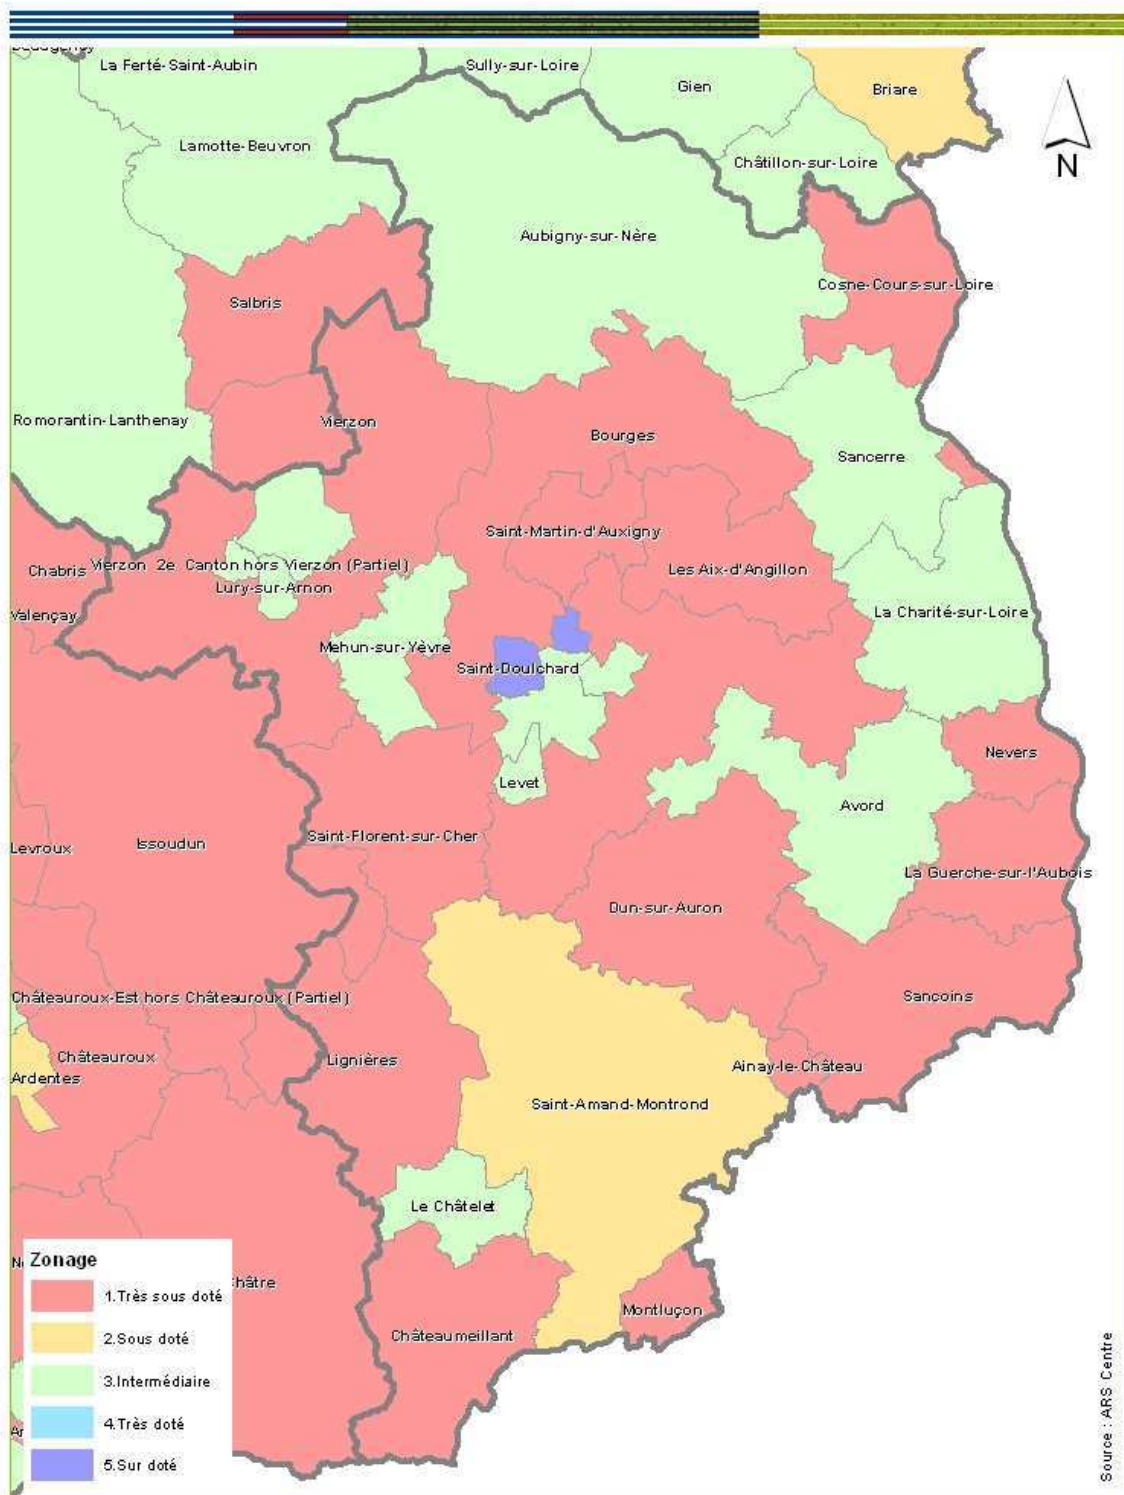 La Ferté-Saint-Aubin
Sully-sur-Loire
Gien
Briare
Lamotte-Beuvron
Châtillon-sur-Loire
N
Aubigny-sur-Nère
Cosne-Cours-sur-Loire
Salbris
Romorantin-Lanthenay
Vierzon
Bourges
Sancerre
Saint-Martin-d'Auxigny
Chabris
Vierzon 2e Canton hors Vierzon (Partiel)
Les Aix-d'Angillon
Lury-sur-Arnon
La Charité-sur-Loire
Valençay
Mehun-sur-Yèvre
Saint-Doulchard
Nevers
Levet
Avord
Levroux
Issoudun
Saint-Florent-sur-Cher
La Guerche-sur-l'Aubois
Dun-sur-Auron
Châteauroux-Est hors Châteauroux (Partiel)
Sancoins
Châteauroux
Lignières
Ainay-le-Château
Ardentes
Saint-Amand-Montrond
Le Châtelet
Zonage
1.Très sous doté
hâtre
Montluçon
2.Sous doté
Châteaumeillant
3.Intermédiaire
4.Très doté
5.Sur doté
Source : ARS Centre